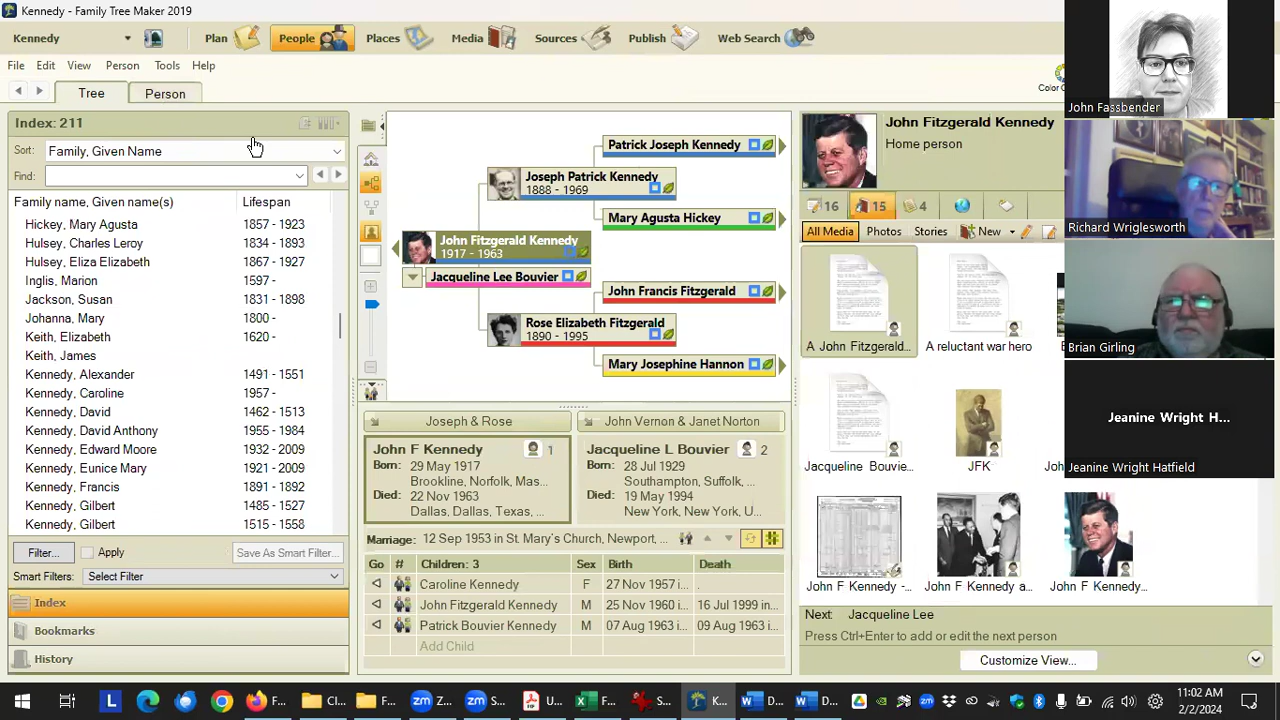 Kennedy - Family Tree Maker 2019
Kennedy
Plan
People
Places
Media
Sources
Publish
Web Search
File Edit View Person Tools Help
Tree
Person
Index: 211
Sort: Family, Given Name
Find:
Family name, Given name(s) Lifespan
Hickey, Mary Agusta 1857 - 1923
Hulsey, Charles Leroy 1834 - 1893
Hulsey, Eliza Elizabeth 1867 - 1927
Inglis, Marion 1597 -
Jackson, Susan 1831 - 1898
Johanna, Mary 1800 -
Keith, Elizabeth 1620 -
Keith, James
Kennedy, Alexander 1491 - 1551
Kennedy, Caroline 1957 -
Kennedy, David 1462 - 1513
Kennedy, David Anthony 1955 - 1984
Kennedy, Edward Moore 1932 - 2009
Kennedy, Eunice Mary 1921 - 2009
Kennedy, Francis 1891 - 1892
Kennedy, Gilbert 1485 - 1527
Kennedy, Gilbert 1515 - 1558
Filter...
Apply
Save As Smart Filter...
Smart Filters: Select Filter
Index
Bookmarks
History
Patrick Joseph Kennedy
Joseph Patrick Kennedy
1888 - 1969
Mary Agusta Hickey
John Fitzgerald Kennedy
1917 - 1963
Jacqueline Lee Bouvier
John Francis Fitzgerald
Rose Elizabeth Fitzgerald
1890 - 1995
Mary Josephine Hannon
Joseph & Rose
John Vernon & Janet Norton
John F Kennedy 1
Born:
29 May 1917
Brookline, Norfolk, Mas...
Died:
22 Nov 1963
Dallas, Dallas, Texas, ...
Jacqueline L Bouvier 2
Born:
28 Jul 1929
Southampton, Suffolk, ...
Died:
19 May 1994
New York, New York, U...
Marriage: 12 Sep 1953 in St. Mary's Church, Newport, ...
Go # Children: 3 Sex Birth Death
Caroline Kennedy F 27 Nov 1957 i... .
John Fitzgerald Kennedy M 25 Nov 1960 i... 16 Jul 1999 in...
Patrick Bouvier Kennedy M 07 Aug 1963 i... 09 Aug 1963 i...
Add Child
John Fitzgerald Kennedy
Home person
16
15
4
All Media Photos Stories New
A John Fitzgerald...
A reluctant war hero
Jacqueline Bouvie...
JFK
John F Kennedy -...
John F Kennedy a...
John F Kennedy...
Next: Jacqueline Lee
Press Ctrl+Enter to add or edit the next person
Customize View...
John Fassbender
Richard Wriglesworth
Brian Girling
Jeanine Wright H...
Jeanine Wright Hatfield
L
F...
Cl...
F...
Z...
S...
U...
F...
S...
K...
D...
D...
11:02 AM
2/2/2024